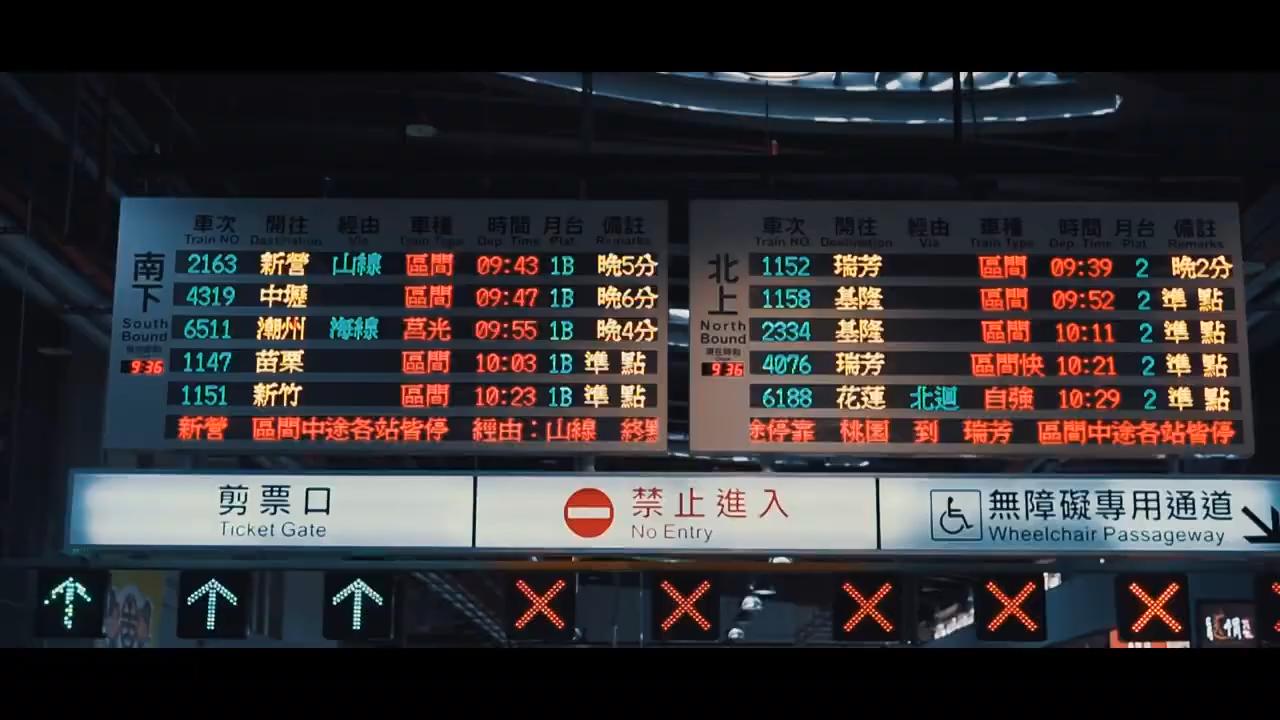 車次 開往 經由 車種 時間 月台 備註
Train NO. Destination Via Train Type Dep. Time Plat. Remarks
南下
South Bound
9:36
2163 新營 山線 區間 09:43 1B 晚5分
4319 中壢 區間 09:47 1B 晚6分
6511 潮州 海線 莒光 09:55 1B 晚4分
1147 苗栗 區間 10:03 1B 準點
1151 新竹 區間 10:23 1B 準點
新營 區間中途各站皆停 經由：山線
車次 開往 經由 車種 時間 月台 備註
Train NO. Destination Via Train Type Dep. Time Plat. Remarks
北上
North Bound
現在時刻
9:36
1152 瑞芳 區間 09:39 2 晚2分
1158 基隆 區間 09:52 2 準點
2334 基隆 區間 10:11 2 準點
4076 瑞芳 區間快 10:21 2 準點
6188 花蓮 北迴 自強 10:29 2 準點
途停靠 桃園 到 瑞芳 區間中途各站皆停
剪票口
Ticket Gate
禁止進入
No Entry
無障礙專用通道
Wheelchair Passageway